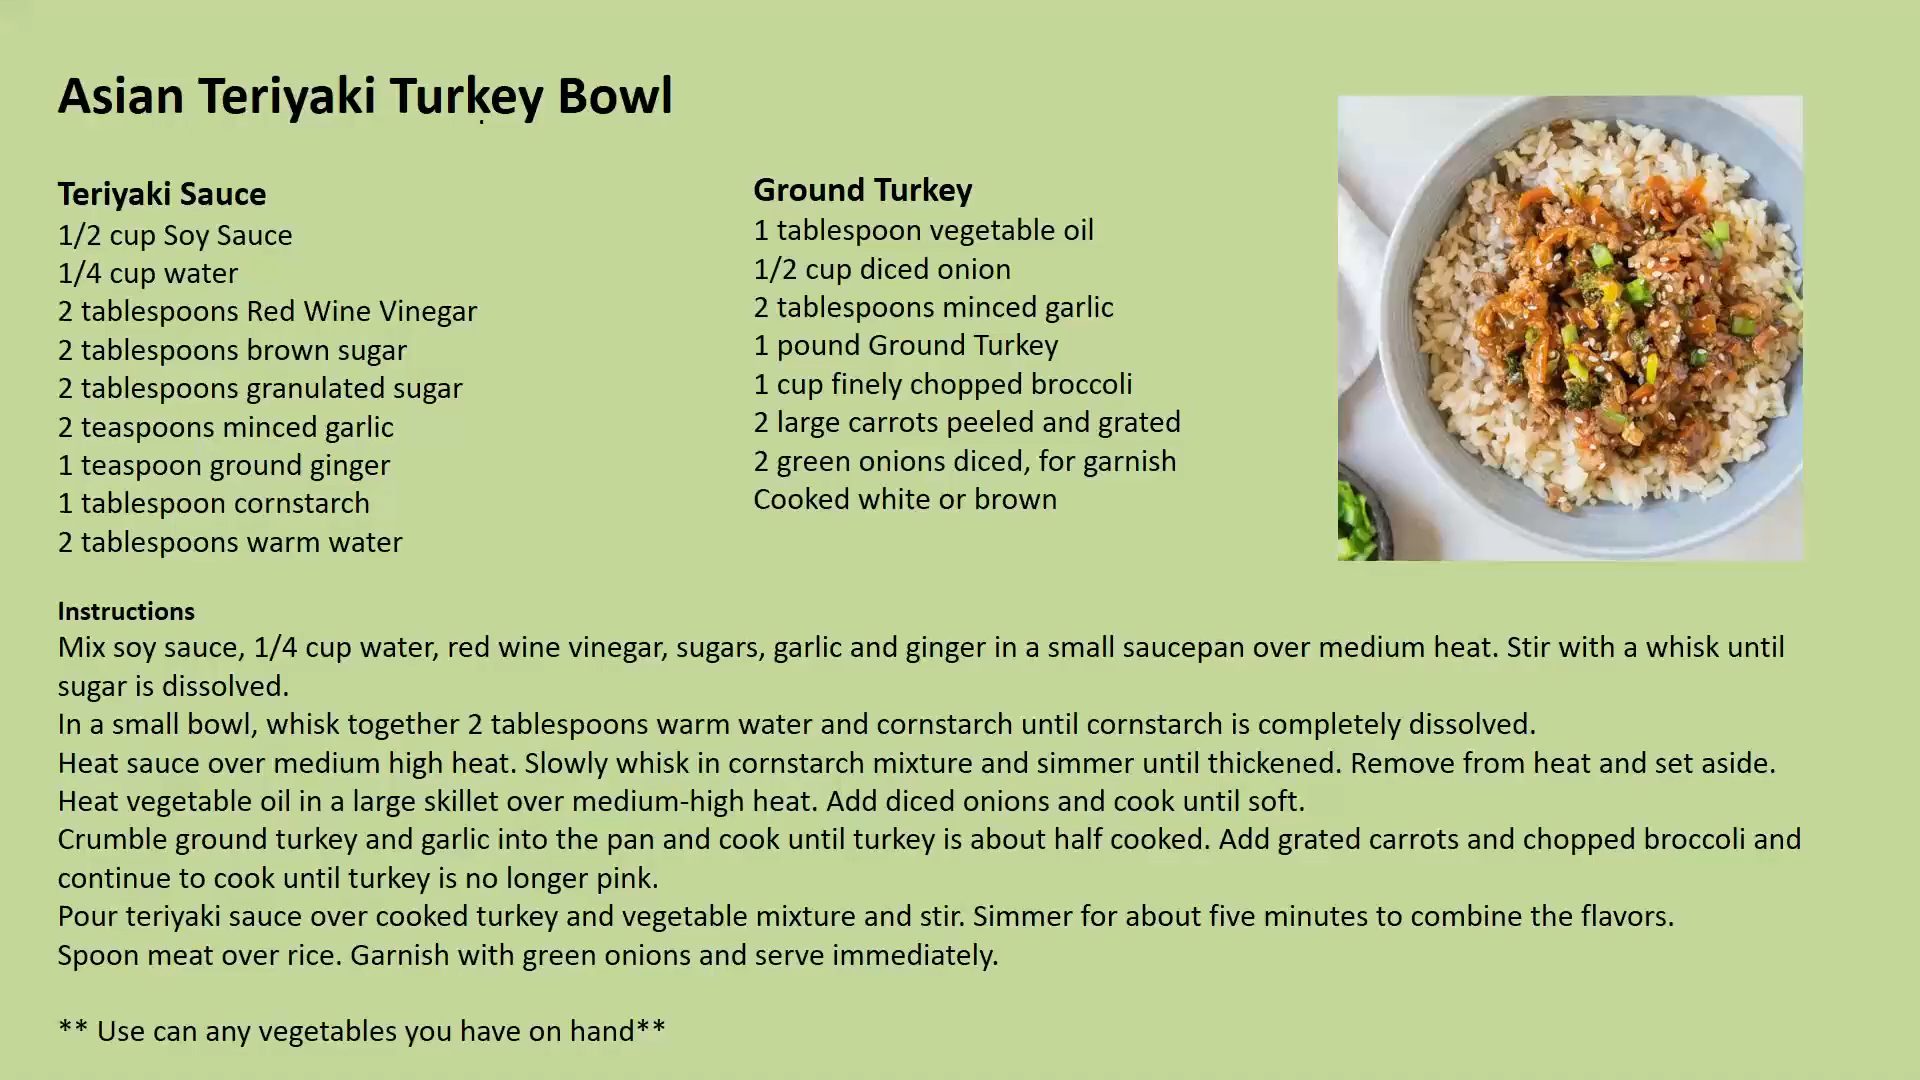 Asian Teriyaki Turkey Bowl
Teriyaki Sauce
1/2 cup Soy Sauce
1/4 cup water
2 tablespoons Red Wine Vinegar
2 tablespoons brown sugar
2 tablespoons granulated sugar
2 teaspoons minced garlic
1 teaspoon ground ginger
1 tablespoon cornstarch
2 tablespoons warm water
Ground Turkey
1 tablespoon vegetable oil
1/2 cup diced onion
2 tablespoons minced garlic
1 pound Ground Turkey
1 cup finely chopped broccoli
2 large carrots peeled and grated
2 green onions diced, for garnish
Cooked white or brown
Instructions
Mix soy sauce, 1/4 cup water, red wine vinegar, sugars, garlic and ginger in a small saucepan over medium heat. Stir with a whisk until
sugar is dissolved.
In a small bowl, whisk together 2 tablespoons warm water and cornstarch until cornstarch is completely dissolved.
Heat sauce over medium high heat. Slowly whisk in cornstarch mixture and simmer until thickened. Remove from heat and set aside.
Heat vegetable oil in a large skillet over medium-high heat. Add diced onions and cook until soft.
Crumble ground turkey and garlic into the pan and cook until turkey is about half cooked. Add grated carrots and chopped broccoli and
continue to cook until turkey is no longer pink.
Pour teriyaki sauce over cooked turkey and vegetable mixture and stir. Simmer for about five minutes to combine the flavors.
Spoon meat over rice. Garnish with green onions and serve immediately.
** Use can any vegetables you have on hand**